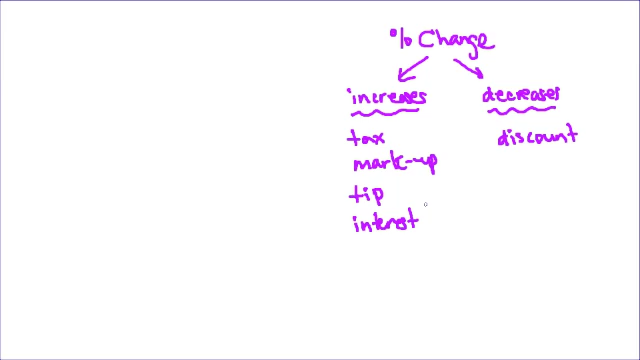 % Change
increases decreases
tax discount
mark-up
tip
interest